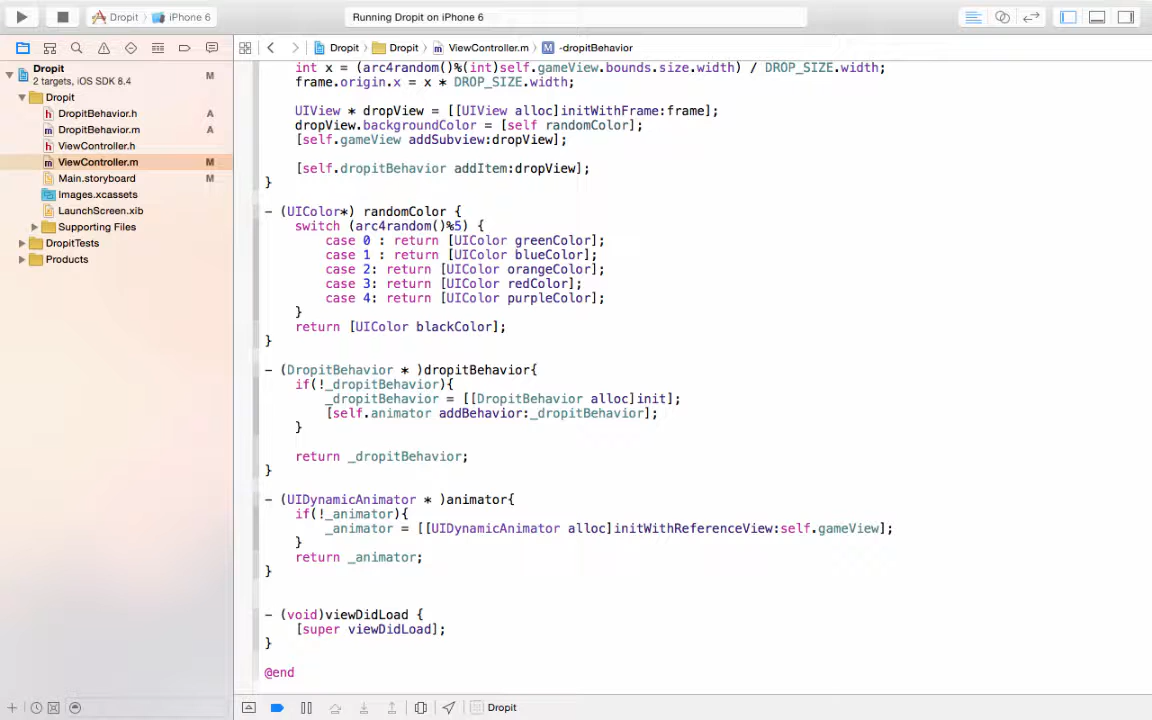 Dropit
iPhone 6
Running Dropit on iPhone 6
Dropit
Dropit
ViewController.m
M
-dropitBehavior
Dropit
M
2 targets, iOS SDK 8.4
Dropit
DropitBehavior.h
A
DropitBehavior.m
A
ViewController.h
ViewController.m
M
Main.storyboard
M
Images.xcassets
LaunchScreen.xib
Supporting Files
DropitTests
Products
int x = (arc4random()%(int)self.gameView.bounds.size.width) / DROP_SIZE.width;
frame.origin.x = x * DROP_SIZE.width;
UIView * dropView = [[UIView alloc]initWithFrame:frame];
dropView.backgroundColor = [self randomColor];
[self.gameView addSubview:dropView];
[self.dropitBehavior addItem:dropView];
}
- (UIColor*) randomColor {
switch (arc4random()%5) {
case 0 : return [UIColor greenColor];
case 1 : return [UIColor blueColor];
case 2: return [UIColor orangeColor];
case 3: return [UIColor redColor];
case 4: return [UIColor purpleColor];
}
return [UIColor blackColor];
}
- (DropitBehavior * )dropitBehavior{
if(!_dropitBehavior){
_dropitBehavior = [[DropitBehavior alloc]init];
[self.animator addBehavior:_dropitBehavior];
}
return _dropitBehavior;
}
- (UIDynamicAnimator * )animator{
if(!_animator){
_animator = [[UIDynamicAnimator alloc]initWithReferenceView:self.gameView];
}
return _animator;
}
- (void)viewDidLoad {
[super viewDidLoad];
}
@end
Dropit